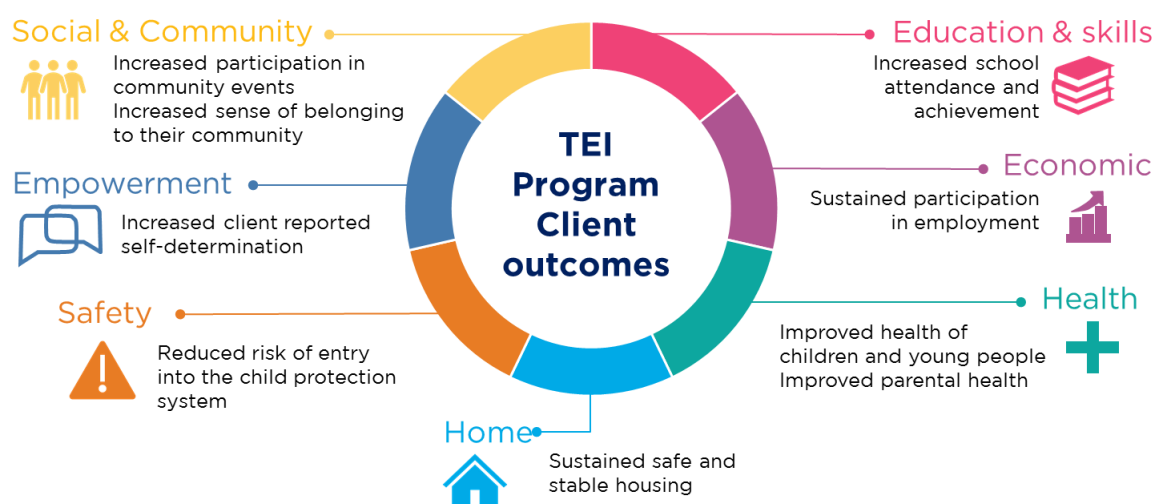 Social & Community
Increased participation in
community events
Increased sense of belonging
to their community
Empowerment
Increased client reported
self-determination
Safety
Reduced risk of entry
into the child protection
system
TEI
Program
Client
outcomes
Home
Sustained safe and
stable housing
Education & skills
Increased school
attendance and
achievement
Economic
Sustained participation
in employment
Health
Improved health of
children and young people
Improved parental health